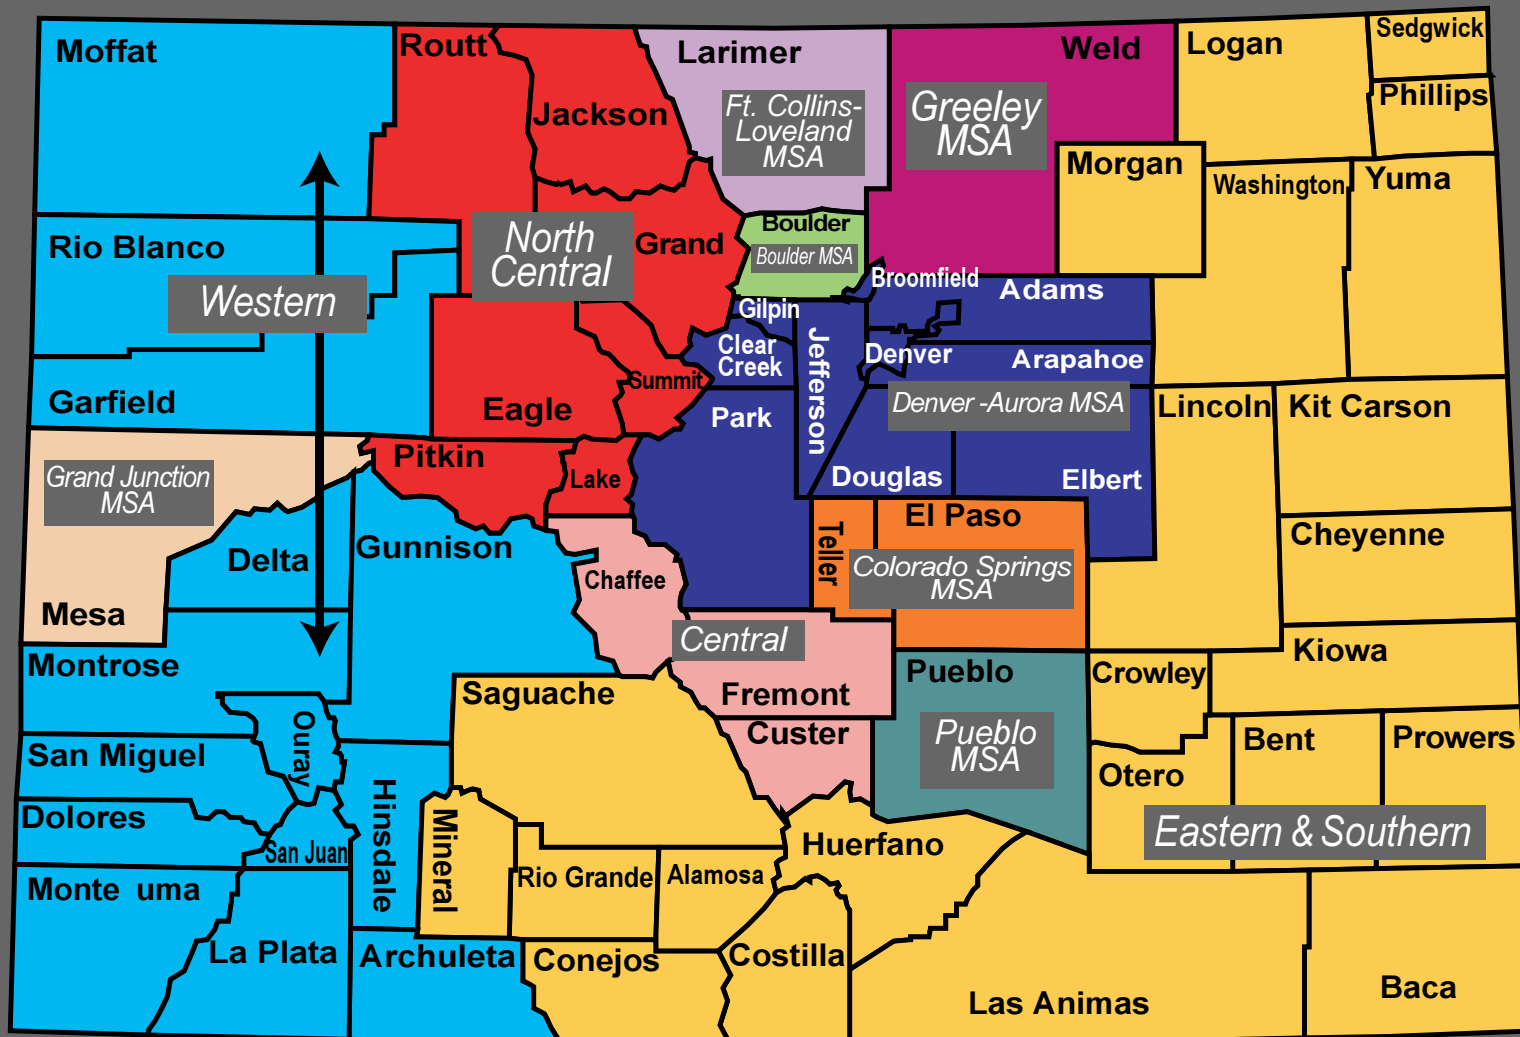 Moffat
Routt
Jackson
Larimer
Ft. Collins-
Loveland
MSA
Greeley
MSA
Weld
Logan
Sedgwick
Phillips
Morgan
Washington
Yuma
Rio Blanco
Western
North
Central
Grand
Boulder
Boulder MSA
Broomfield
Adams
Gilpin
Clear
Creek
Jefferson
Denver
Arapahoe
Denver -Aurora MSA
Garfield
Eagle
Summit
Park
Douglas
Elbert
Lincoln
Kit Carson
Grand Junction
MSA
Pitkin
Lake
Mesa
Delta
Gunnison
Chaffee
Teller
El Paso
Colorado Springs
MSA
Cheyenne
Central
Montrose
Saguache
Fremont
Pueblo
Pueblo
MSA
Crowley
Kiowa
San Miguel
Ouray
Custer
Otero
Bent
Prowers
Dolores
San Juan
Hinsdale
Mineral
Rio Grande
Alamosa
Huerfano
Eastern & Southern
Monte uma
La Plata
Archuleta
Conejos
Costilla
Las Animas
Baca